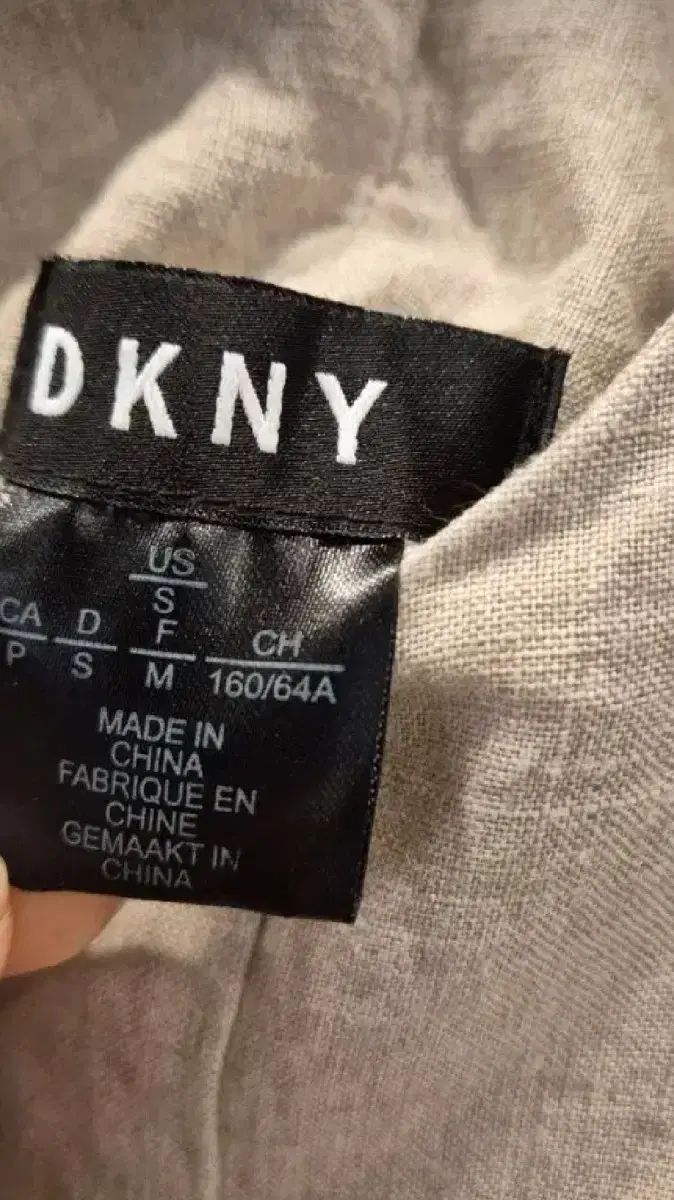 DKNY
US
S
CA D F CH
P S M 160/64A
MADE IN
CHINA
FABRIQUE EN
CHINE
GEMAAKT IN
CHINA